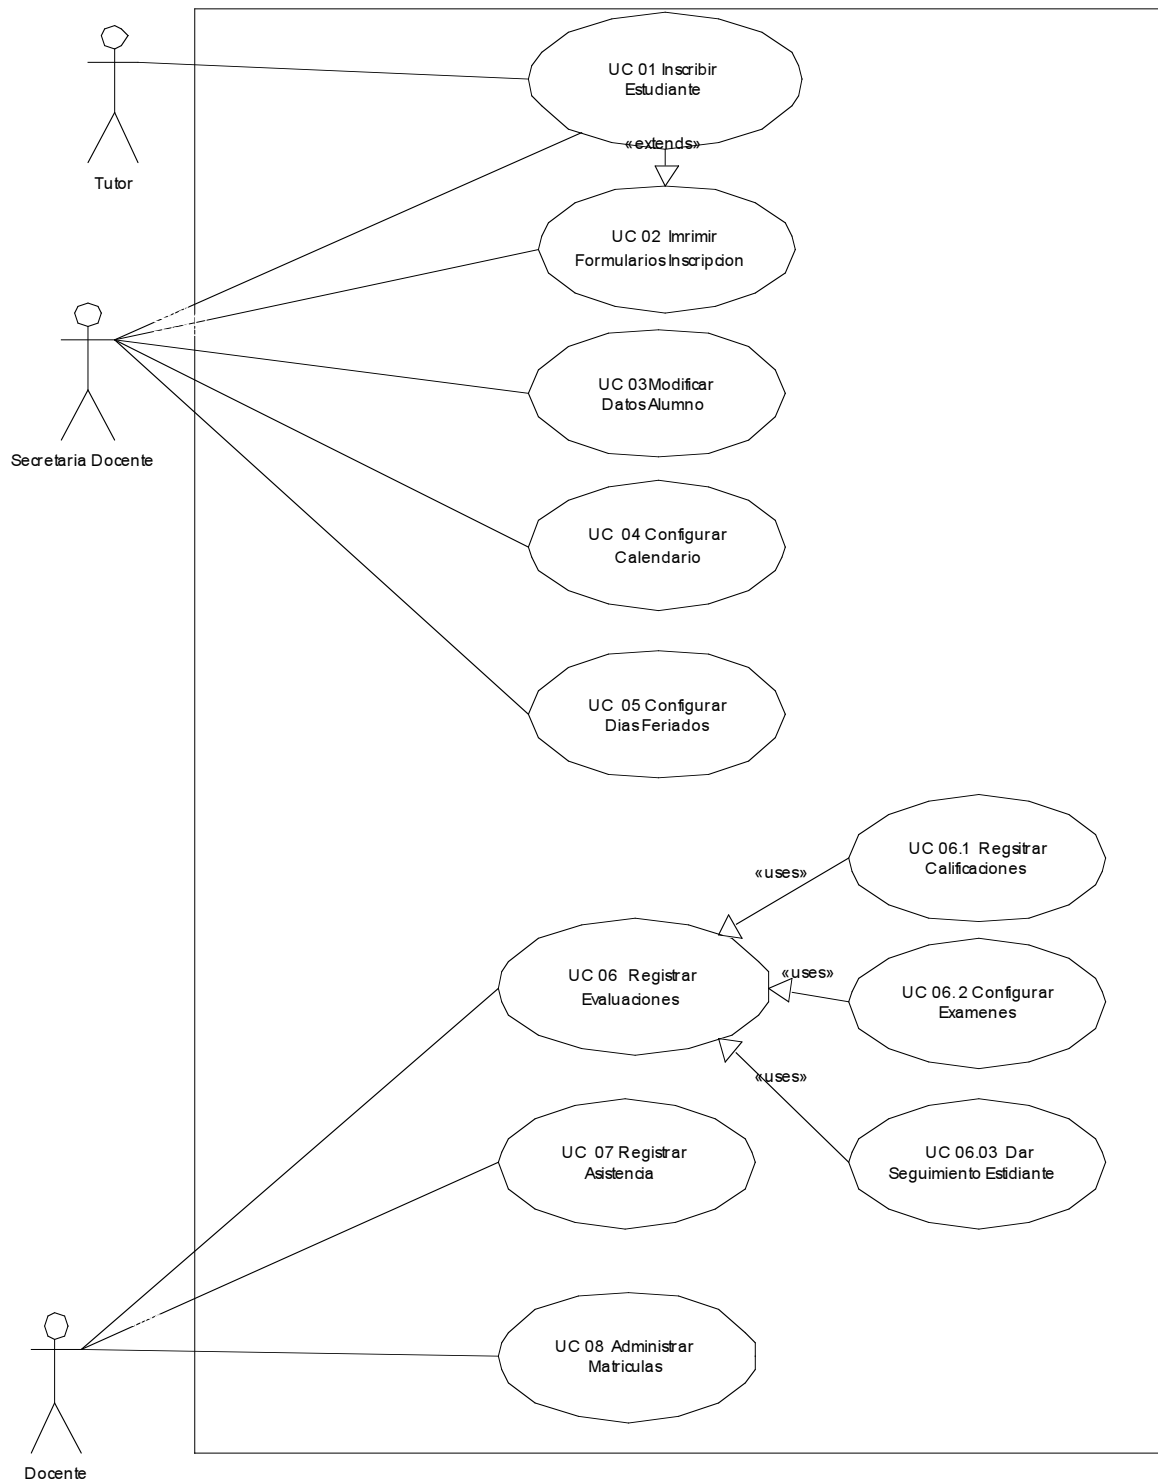 UC 01 Inscribir
Estudiante
«extends»
Tutor
UC 02 Imrimir
Formularios Inscripcion
UC 03 Modificar
Datos Alumno
Secretaria Docente
UC 04 Configurar
Calendario
UC 05 Configurar
Dias Feriados
UC 06.1 Regsitrar
Calificaciones
«uses»
UC 06 Registrar
Evaluaciones
«uses»
UC 06.2 Configurar
Examenes
«uses»
UC 07 Registrar
Asistencia
UC 06.03 Dar
Seguimiento Estidiante
UC 08 Administrar
Matriculas
Docente